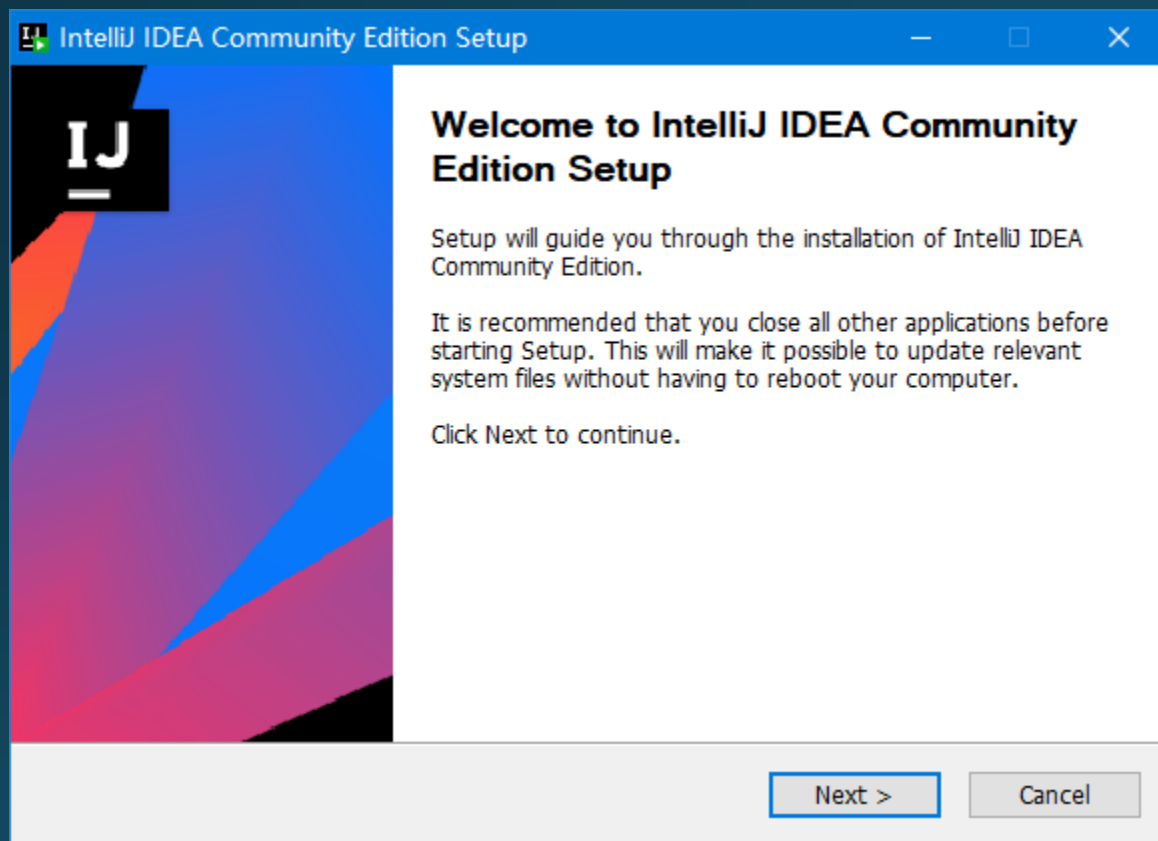 IntelliJ IDEA Community Edition Setup
IJ
Welcome to IntelliJ IDEA Community
Edition Setup
Setup will guide you through the installation of IntelliJ IDEA
Community Edition.
It is recommended that you close all other applications before
starting Setup. This will make it possible to update relevant
system files without having to reboot your computer.
Click Next to continue.
Next >
Cancel